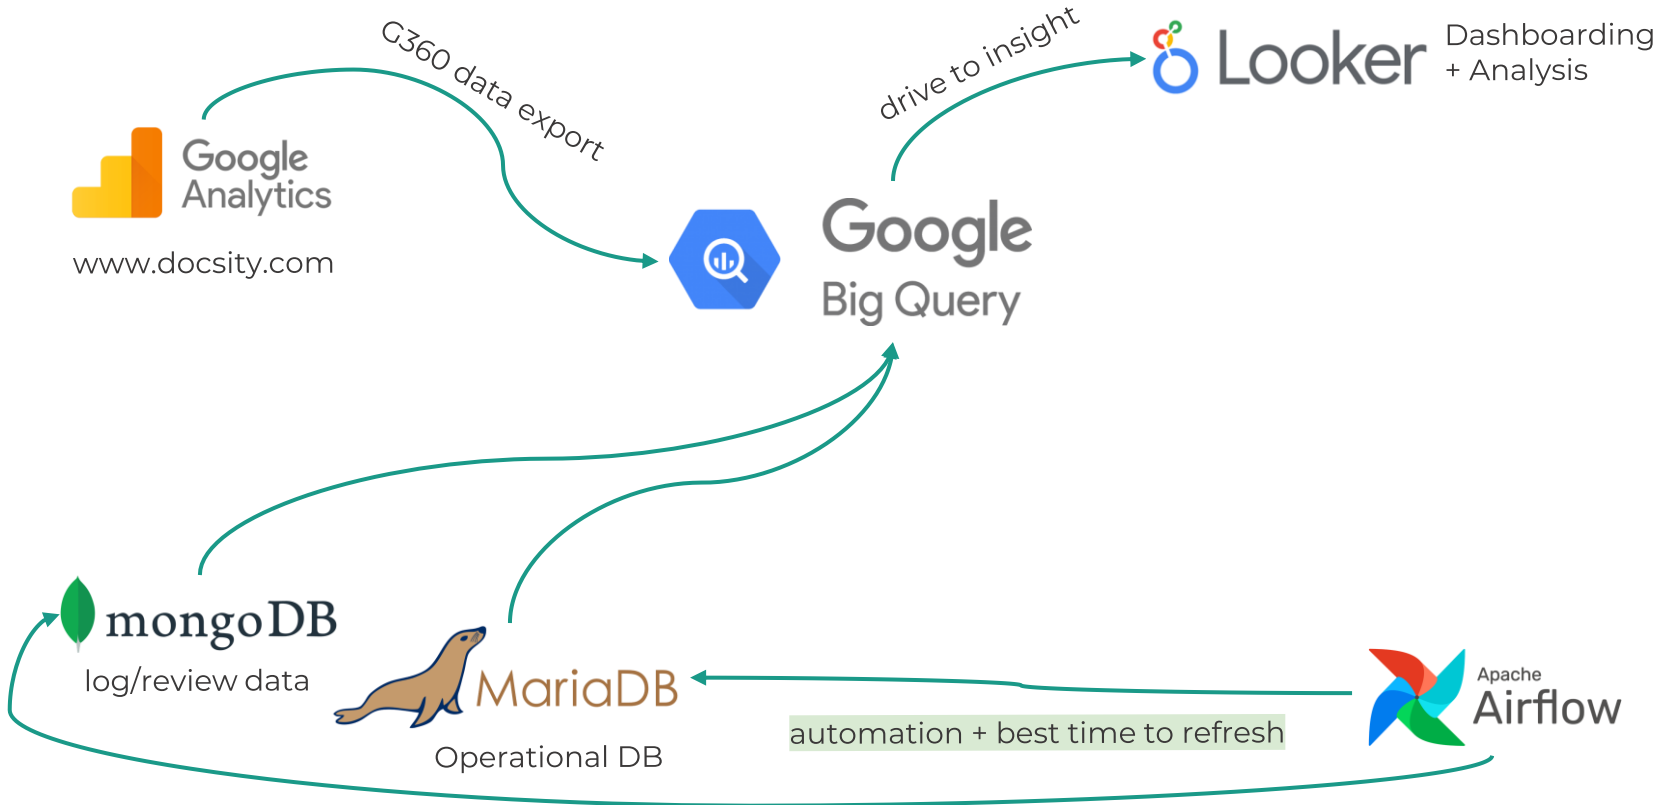 G360 data export
drive to insight
Looker
Dashboarding
+ Analysis
Google
Analytics
www.docsity.com
Google
Big Query
mongoDB
log/review data
MariaDB
Operational DB
automation + best time to refresh
Apache
Airflow